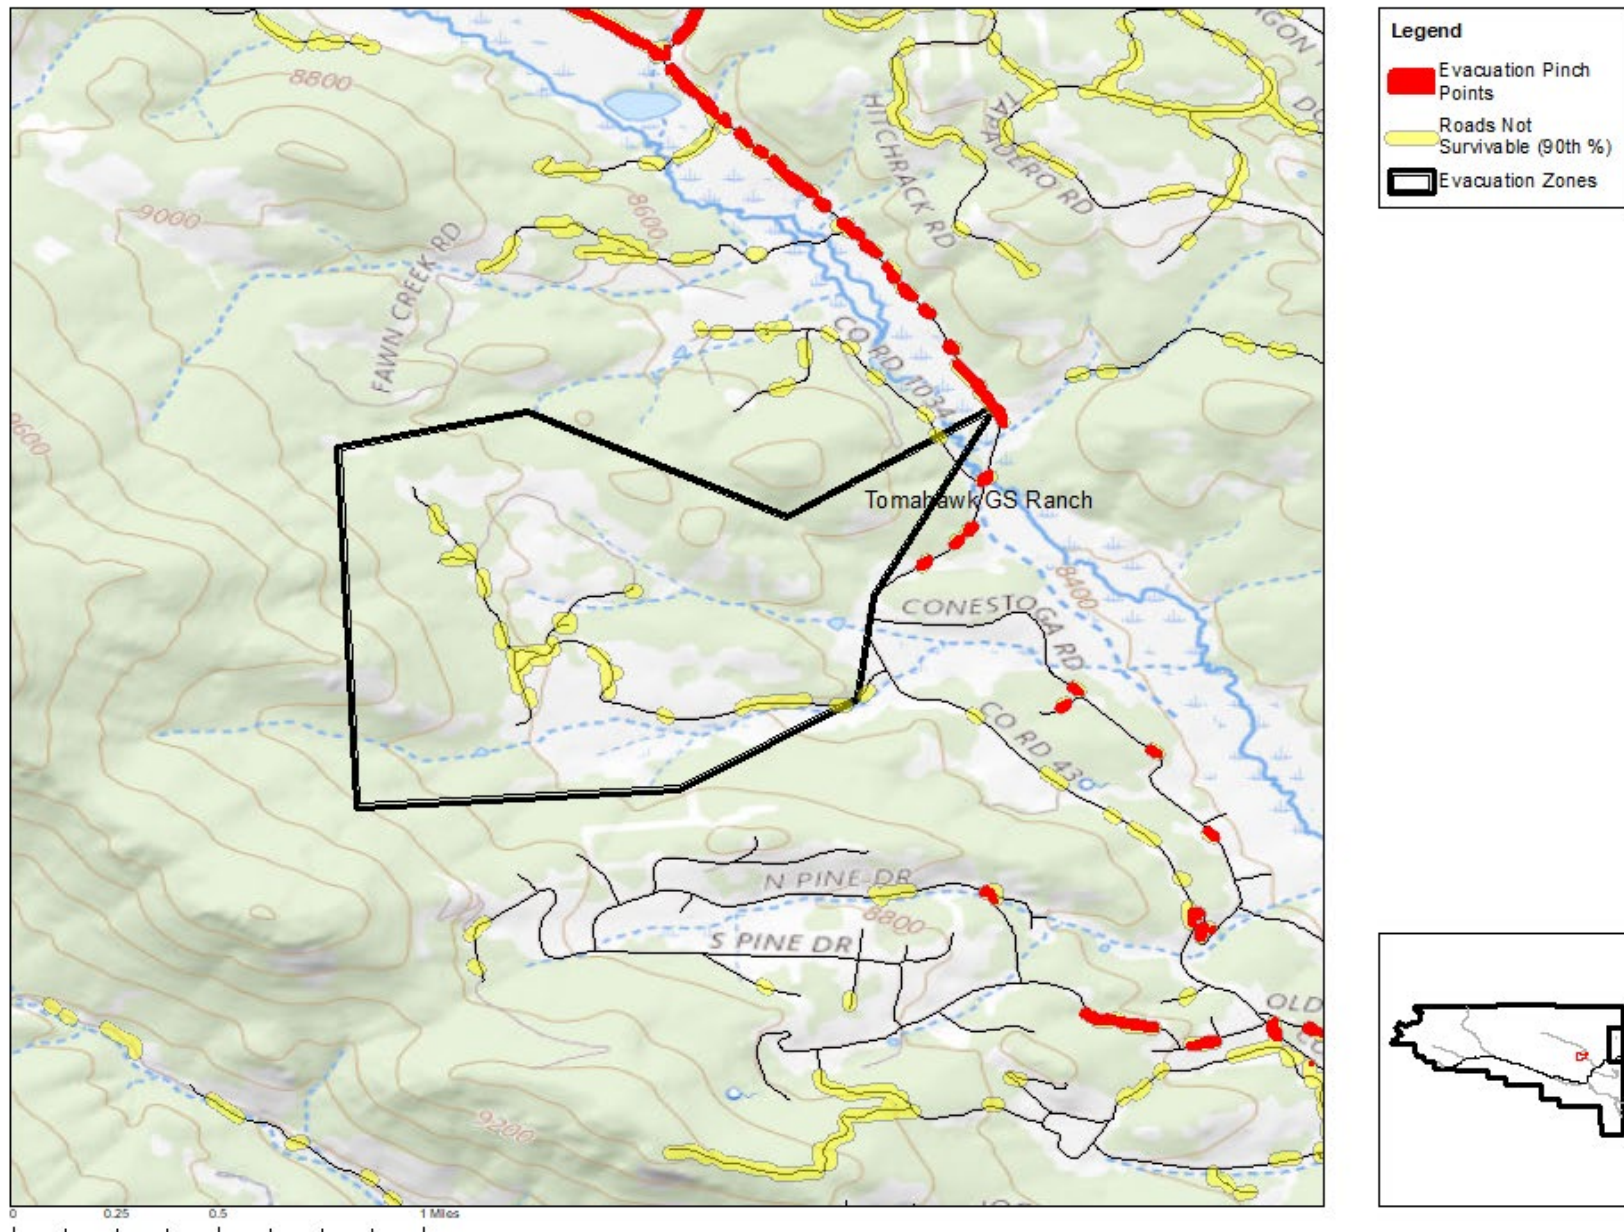 Legend
Evacuation Pinch
Points
Roads Not
Survivable (90th %)
Evacuation Zones
8800
HITCHRACK RD
ZAPADERO RD
9000
8600
FAWN CREEK RD
CO RD 1034
Tomahawk/GS Ranch
8400
CONESTOGA RD
CO RD 43
N PINE DR
8800
S PINE DR
OLD
9200
0 0.25 0.5 1 Miles